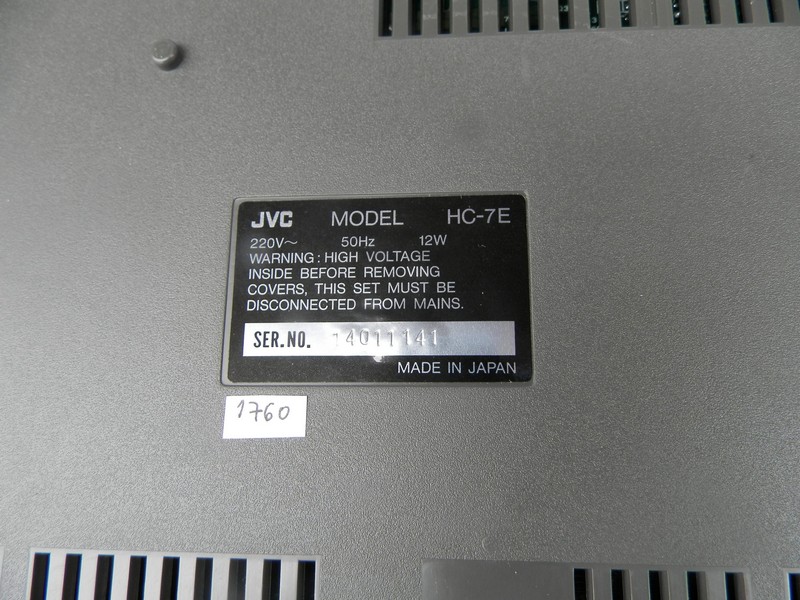 JVC MODEL HC-7E
220V~ 50Hz 12W
WARNING: HIGH VOLTAGE
INSIDE BEFORE REMOVING
COVERS, THIS SET MUST BE
DISCONNECTED FROM MAINS.
SER.NO. 14011141
MADE IN JAPAN
1760